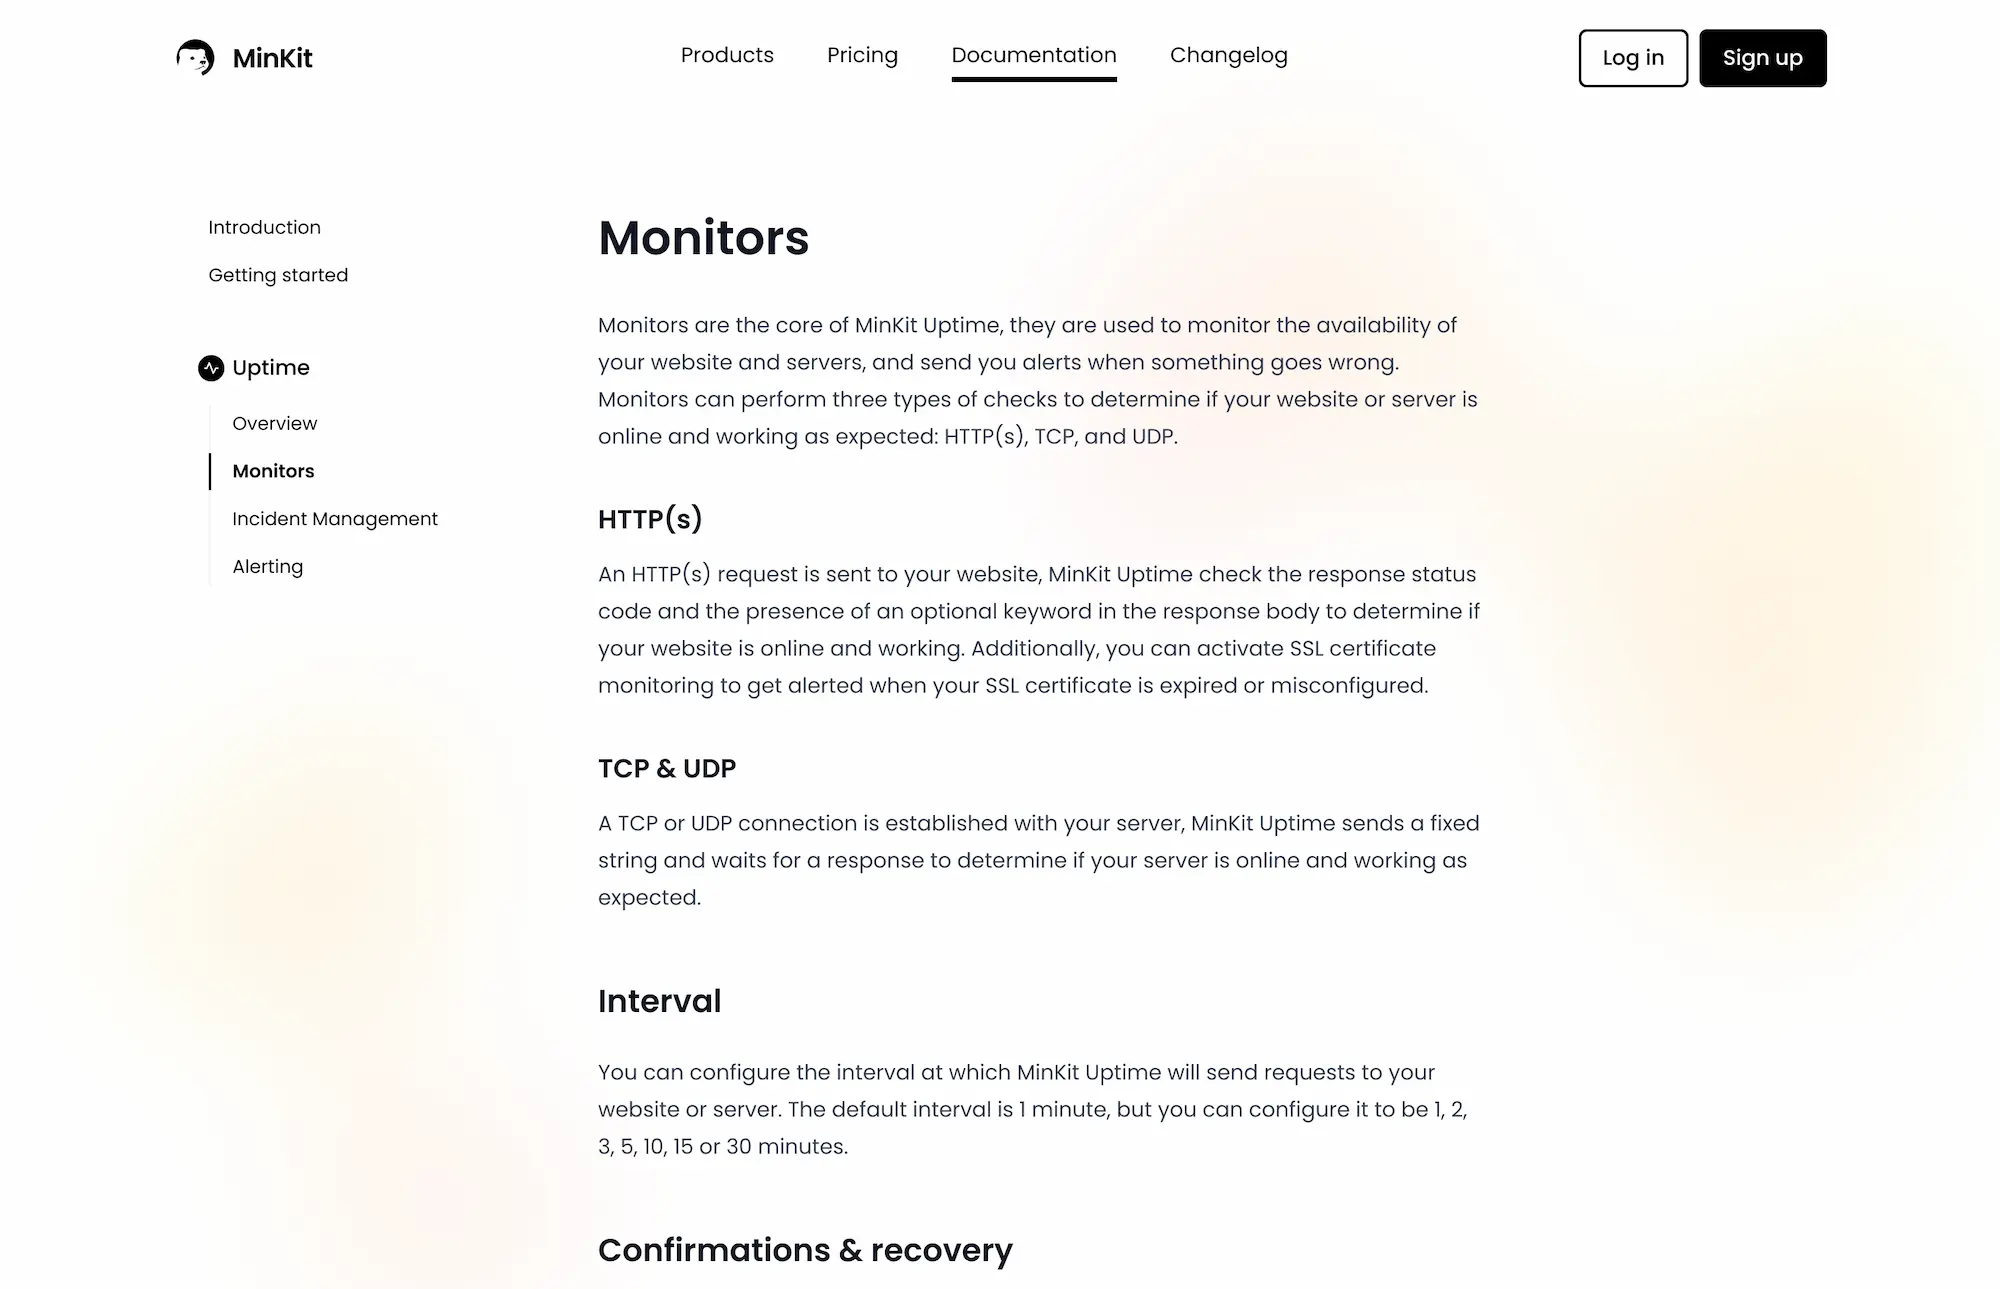 MinKit
Products
Pricing
Documentation
Changelog
Log in
Sign up
Introduction
Getting started
Uptime
Overview
Monitors
Incident Management
Alerting
Monitors
Monitors are the core of MinKit Uptime, they are used to monitor the availability of
your website and servers, and send you alerts when something goes wrong.
Monitors can perform three types of checks to determine if your website or server is
online and working as expected: HTTP(s), TCP, and UDP.
HTTP(s)
An HTTP(s) request is sent to your website, MinKit Uptime check the response status
code and the presence of an optional keyword in the response body to determine if
your website is online and working. Additionally, you can activate SSL certificate
monitoring to get alerted when your SSL certificate is expired or misconfigured.
TCP & UDP
A TCP or UDP connection is established with your server, MinKit Uptime sends a fixed
string and waits for a response to determine if your server is online and working as
expected.
Interval
You can configure the interval at which MinKit Uptime will send requests to your
website or server. The default interval is 1 minute, but you can configure it to be 1, 2,
3, 5, 10, 15 or 30 minutes.
Confirmations & recovery